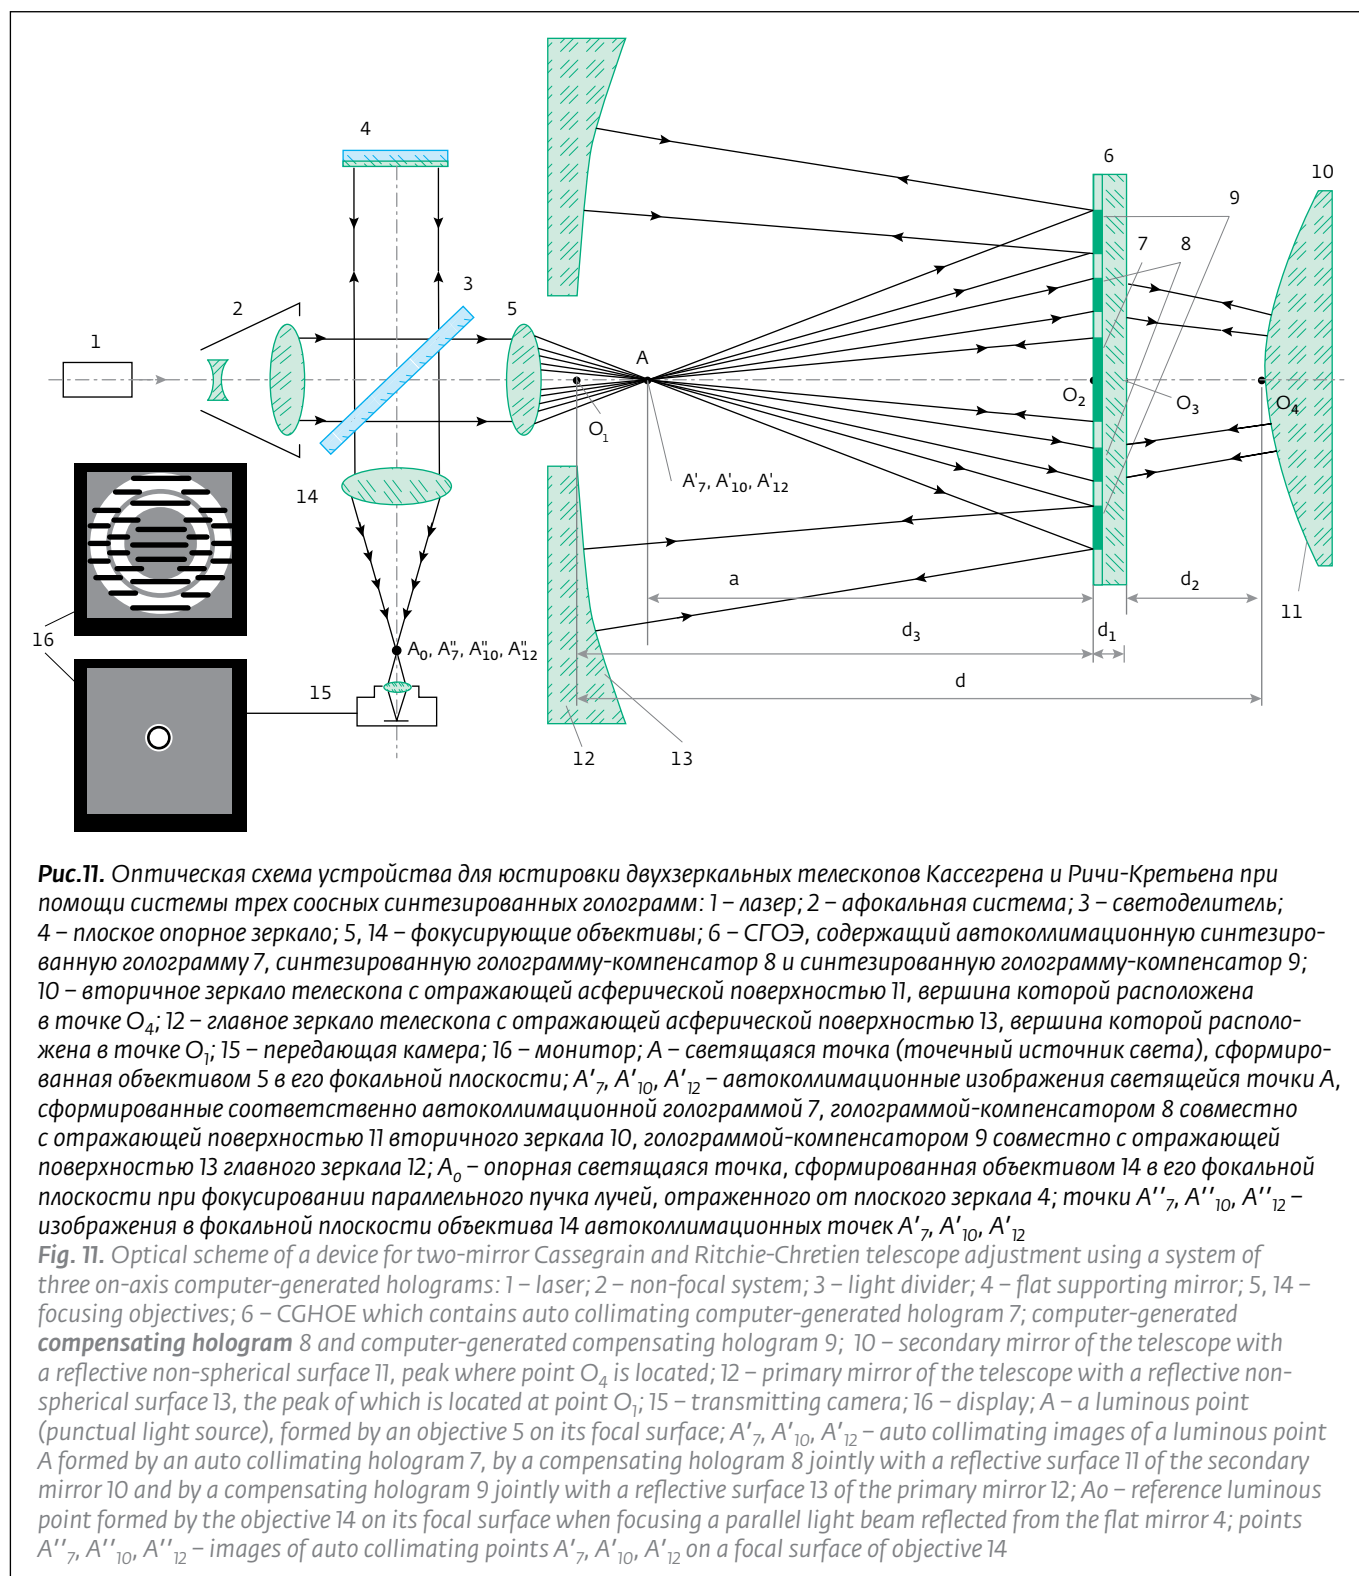 4
6
10
9
3
7
8
2
5
1
A
O₂
O₃
O₄
O₁
14
A'₇, A'₁₀, A'₁₂
a
d₂
11
16
d₃
d₁
A₀, A"₇, A"₁₀, A"₁₂
15
d
12
13
Рис.11. Оптическая схема устройства для юстировки двухзеркальных телескопов Кассегрена и Ричи-Кретьена при
помощи системы трех соосных синтезированных голограмм: 1 – лазер; 2 – афокальная система; 3 – светоделитель;
4 – плоское опорное зеркало; 5, 14 – фокусирующие объективы; 6 – СГОЭ, содержащий автоколлимационную синтезиро-
ванную голограмму 7, синтезированную голограмму-компенсатор 8 и синтезированную голограмму-компенсатор 9;
10 – вторичное зеркало телескопа с отражающей асферической поверхностью 11, вершина которой расположена
в точке O₄; 12 – главное зеркало телескопа с отражающей асферической поверхностью 13, вершина которой располо-
жена в точке O₁; 15 – передающая камера; 16 – монитор; А – светящаяся точка (точечный источник света), сформиро-
ванная объективом 5 в его фокальной плоскости; A′₇, A′₁₀, A′₁₂ – автоколлимационные изображения светящейся точки А,
сформированные соответственно автоколлимационной голограммой 7, голограммой-компенсатором 8 совместно
с отражающей поверхностью 11 вторичного зеркала 10, голограммой-компенсатором 9 совместно с отражающей
поверхностью 13 главного зеркала 12; Aₒ – опорная светящаяся точка, сформированная объективом 14 в его фокальной
плоскости при фокусировании параллельного пучка лучей, отраженного от плоского зеркала 4; точки A′′₇, A′′₁₀, A′′₁₂ –
изображения в фокальной плоскости объектива 14 автоколлимационных точек A′₇, A′₁₀, A′₁₂
Fig. 11. Optical scheme of a device for two-mirror Cassegrain and Ritchie-Chretien telescope adjustment using a system of
three on-axis computer-generated holograms: 1 – laser; 2 – non-focal system; 3 – light divider; 4 – flat supporting mirror; 5, 14 –
focusing objectives; 6 – CGHOE which contains auto collimating computer-generated hologram 7; computer-generated
compensating hologram 8 and computer-generated compensating hologram 9; 10 – secondary mirror of the telescope with
a reflective non-spherical surface 11, peak where point O₄ is located; 12 – primary mirror of the telescope with a reflective non-
spherical surface 13, the peak of which is located at point O₁; 15 – transmitting camera; 16 – display; A – a luminous point
(punctual light source), formed by an objective 5 on its focal surface; A′₇, A′₁₀, A′₁₂ – auto collimating images of a luminous point
A formed by an auto collimating hologram 7, by a compensating hologram 8 jointly with a reflective surface 11 of the secondary
mirror 10 and by a compensating hologram 9 jointly with a reflective surface 13 of the primary mirror 12; Ao – reference luminous
point formed by the objective 14 on its focal surface when focusing a parallel light beam reflected from the flat mirror 4; points
A′′₇, A′′₁₀, A′′₁₂ – images of auto collimating points A′₇, A′₁₀, A′₁₂ on a focal surface of objective 14